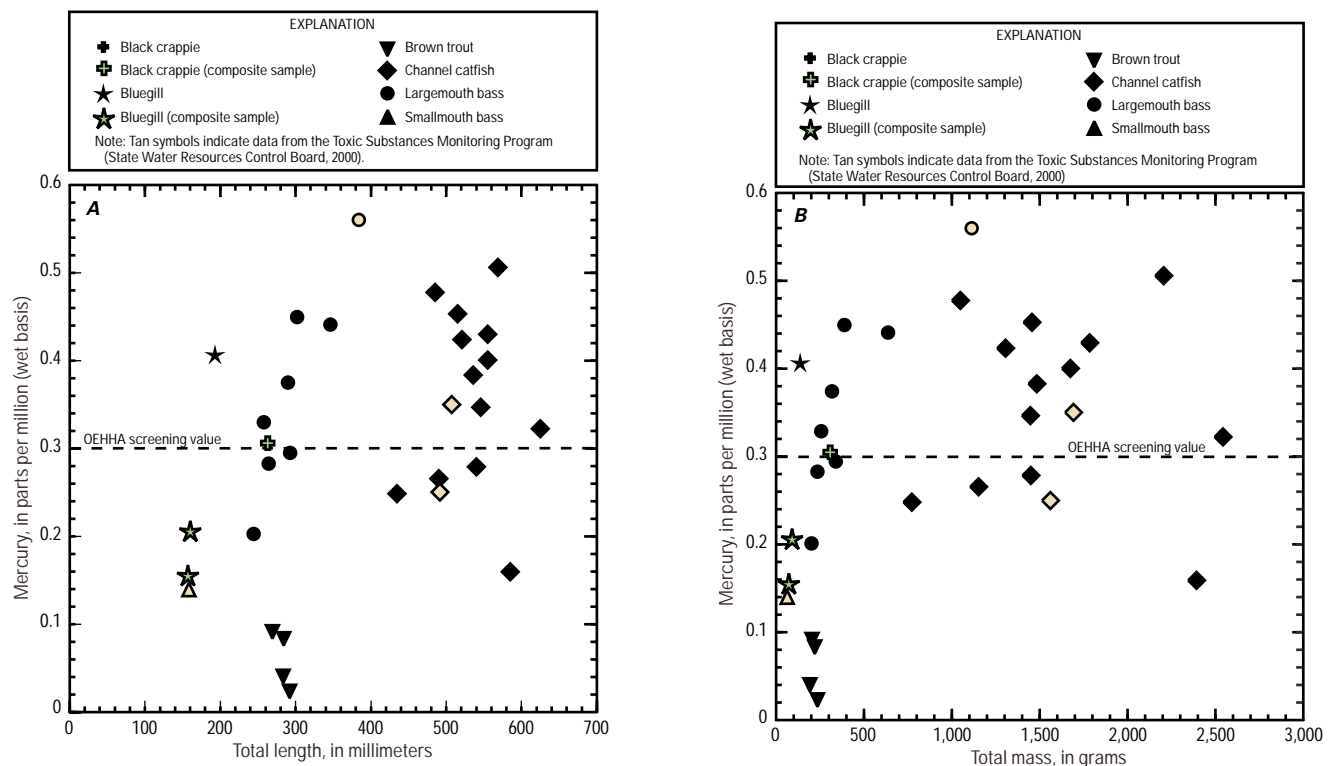 EXPLANATION
Black crappie
Black crappie (composite sample)
Bluegill
Bluegill (composite sample)
Brown trout
Channel catfish
Largemouth bass
Smallmouth bass
Note: Tan symbols indicate data from the Toxic Substances Monitoring Program
(State Water Resources Control Board, 2000).
A
0.6
0.5
0.4
0.3
0.2
0.1
0
Mercury, in parts per million (wet basis)
OEHHA screening value
0 100 200 300 400 500 600 700
Total length, in millimeters
EXPLANATION
Black crappie
Black crappie (composite sample)
Bluegill
Bluegill (composite sample)
Brown trout
Channel catfish
Largemouth bass
Smallmouth bass
Note: Tan symbols indicate data from the Toxic Substances Monitoring Program
(State Water Resources Control Board, 2000)
B
0.6
0.5
0.4
0.3
0.2
0.1
0
Mercury, in parts per million (wet basis)
OEHHA screening value
0 500 1,000 1,500 2,000 2,500 3,000
Total mass, in grams